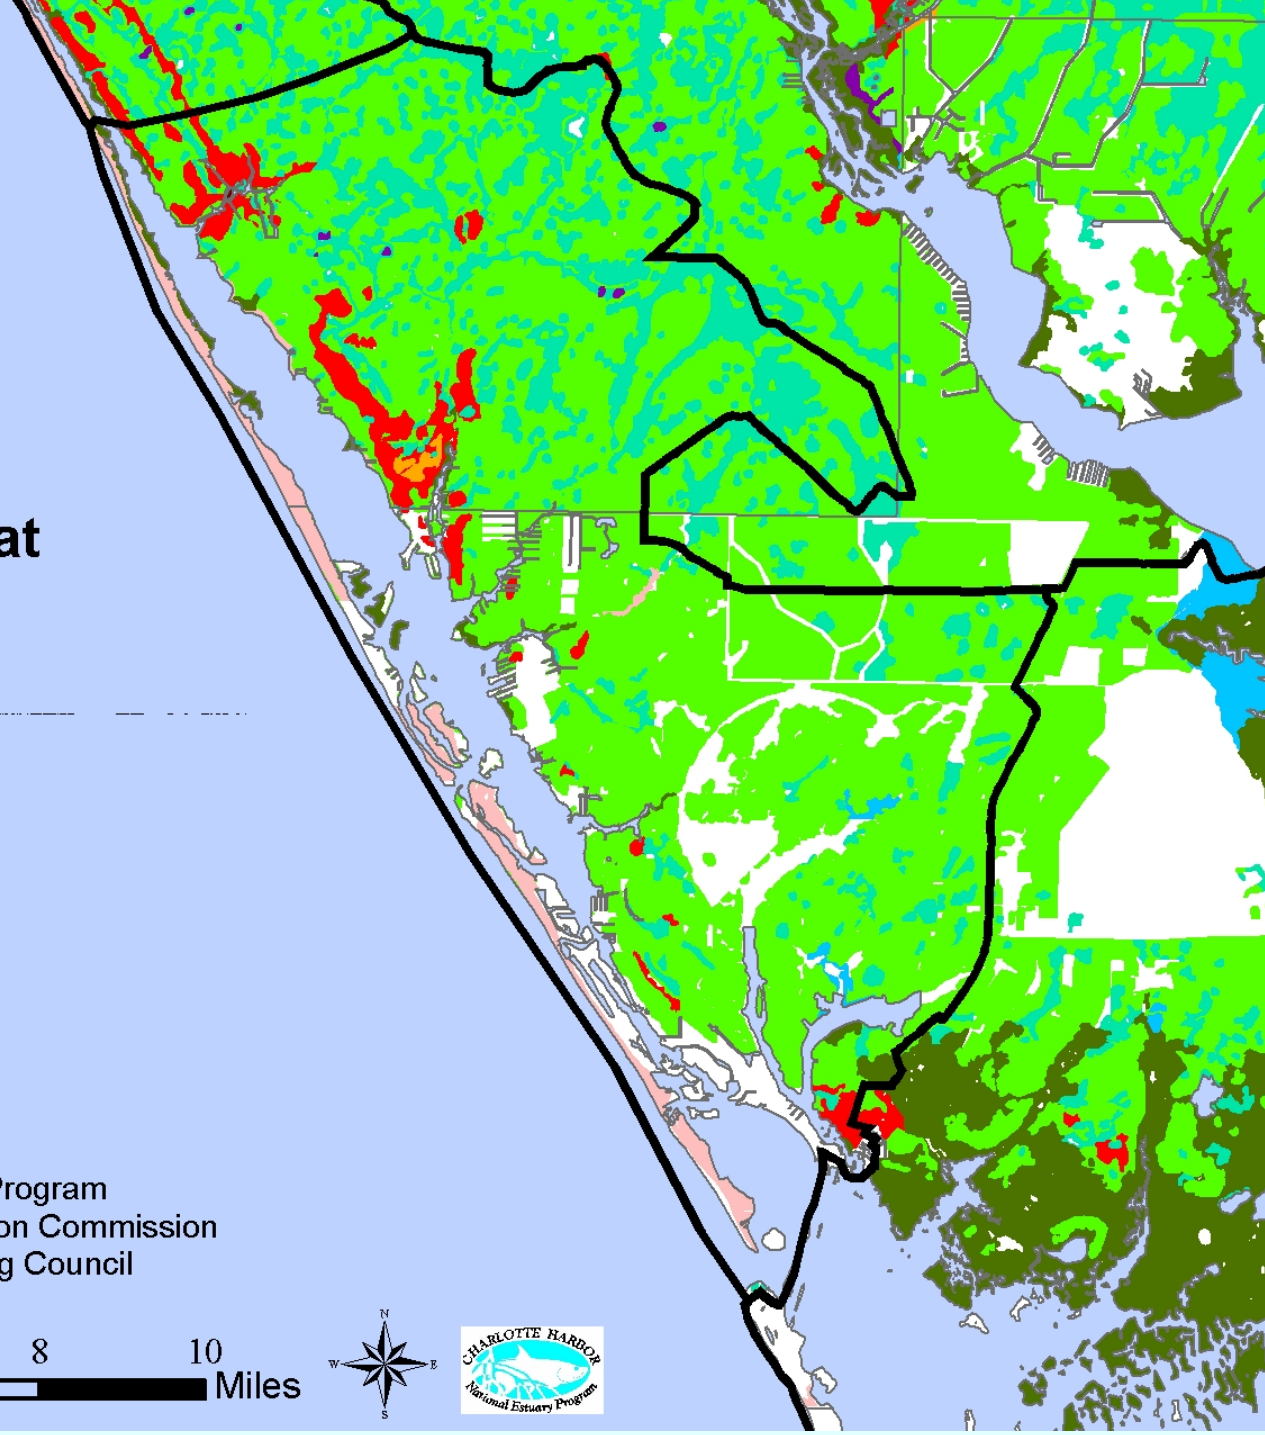 at
Program
on Commission
g Council
8 10
Miles
N
W E
S
CHARLOTTE HARBOR
National Estuary Program